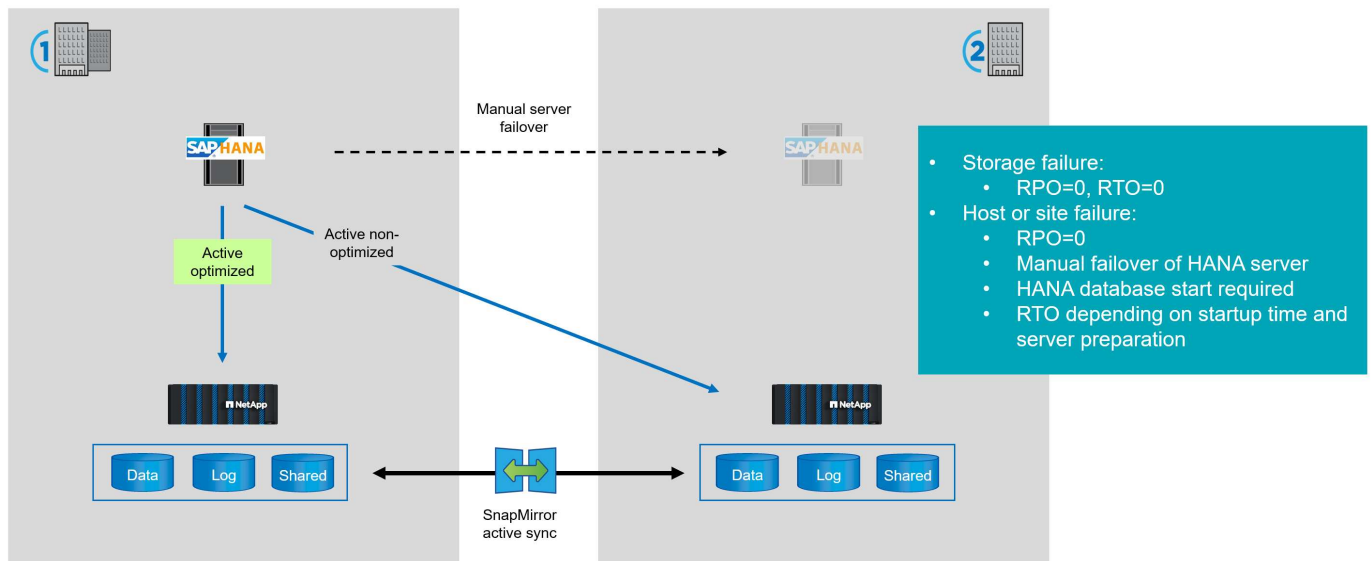 1
2
Manual server
failover
SAP HANA
SAP HANA
Active
optimized
Active non-
optimized
• Storage failure:
• RPO=0, RTO=0
• Host or site failure:
• RPO=0
• Manual failover of HANA server
• HANA database start required
• RTO depending on startup time and
server preparation
NetApp
NetApp
Data Log Shared
Data Log Shared
SnapMirror
active sync